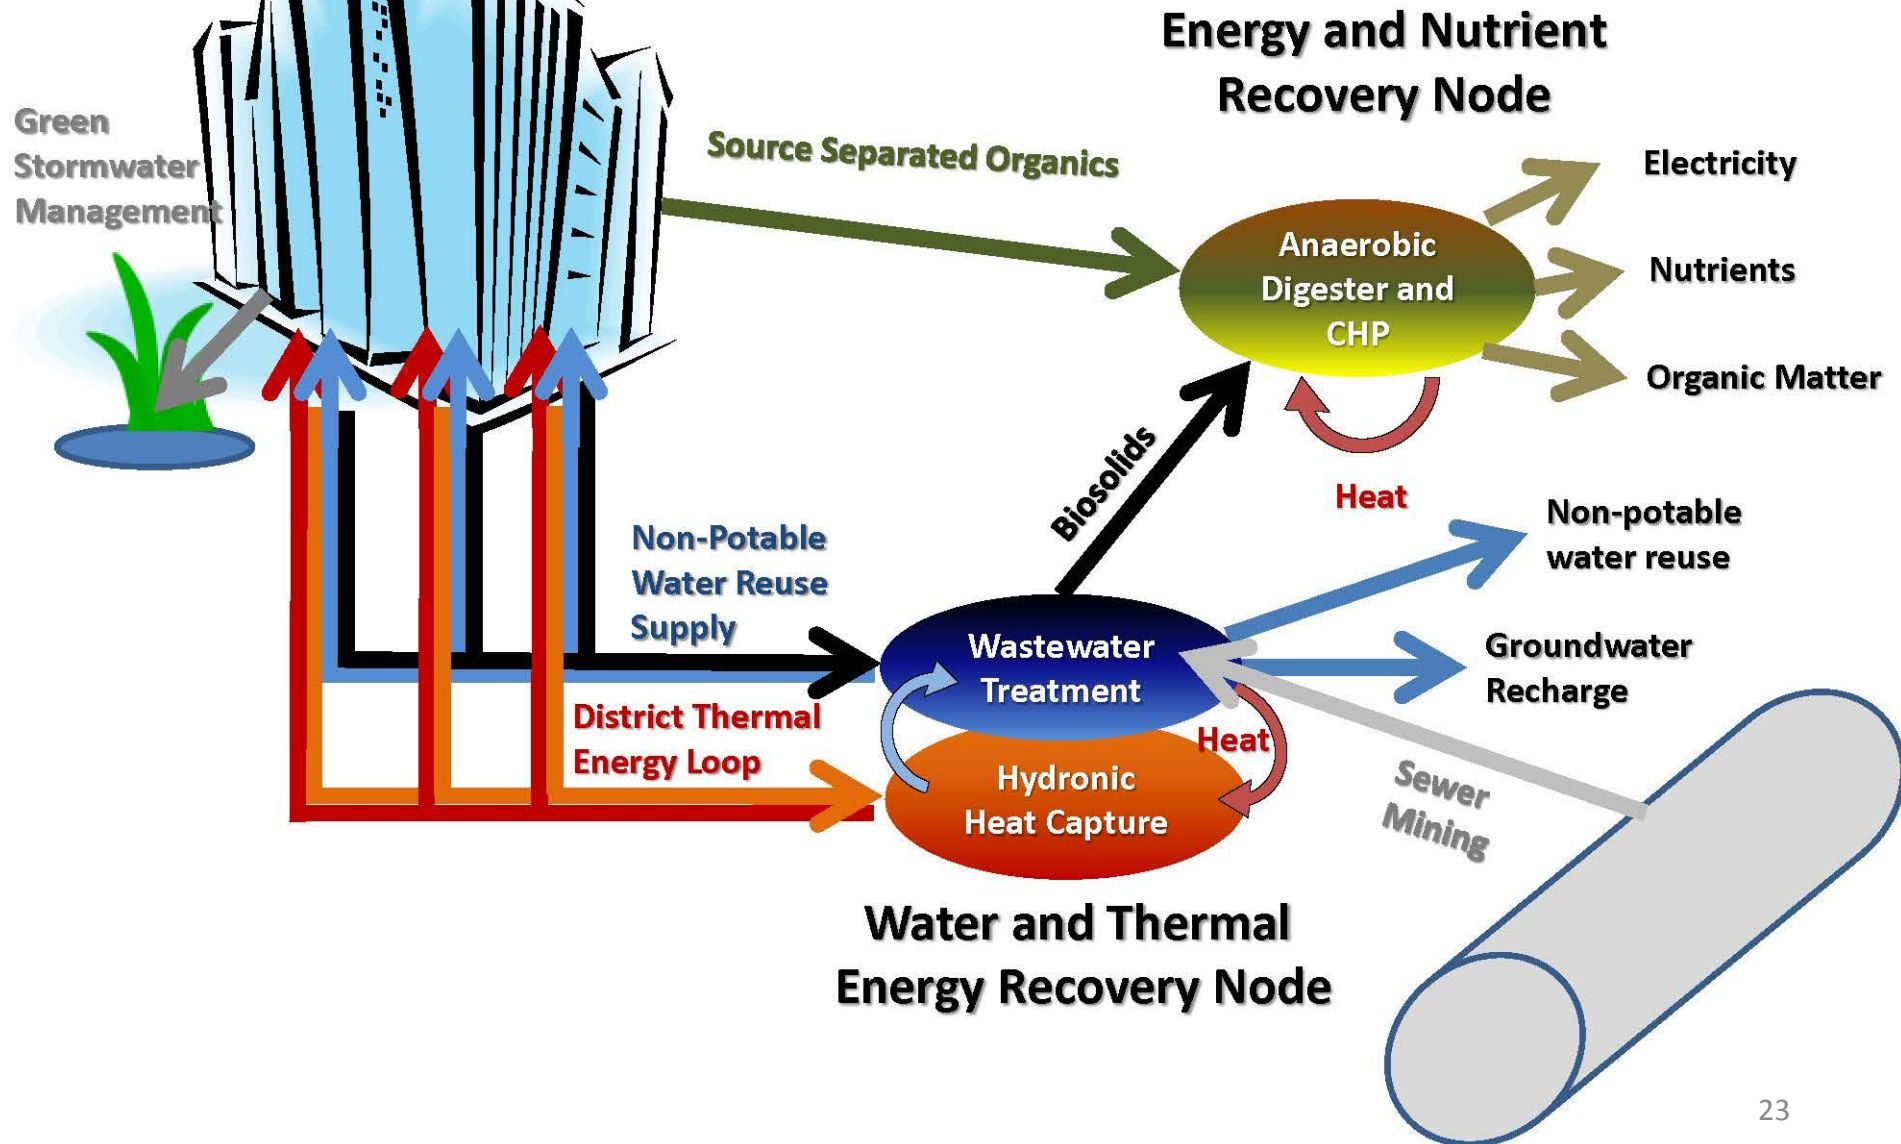 Energy and Nutrient
Recovery Node
Green
Stormwater
Management
Source Separated Organics
Electricity
Anaerobic
Digester and
CHP
Nutrients
Organic Matter
Heat
Biosolids
Non-Potable
Water Reuse
Supply
Non-potable
water reuse
Wastewater
Treatment
Groundwater
Recharge
District Thermal
Energy Loop
Heat
Hydronic
Heat Capture
Sewer
Mining
Water and Thermal
Energy Recovery Node
23